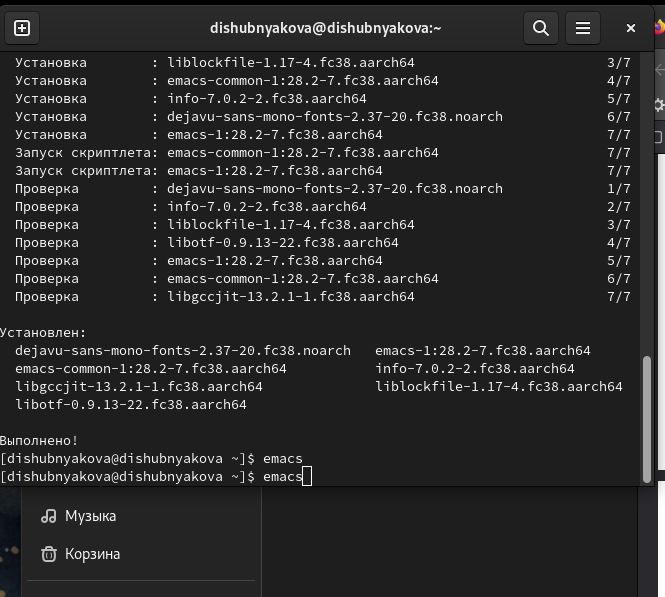 dishubnyakova@dishubnyakova:~
Установка : liblockfile-1.17-4.fc38.aarch64 3/7
Установка : emacs-common-1:28.2-7.fc38.aarch64 4/7
Установка : info-7.0.2-2.fc38.aarch64 5/7
Установка : dejavu-sans-mono-fonts-2.37-20.fc38.noarch 6/7
Установка : emacs-1:28.2-7.fc38.aarch64 7/7
Запуск скриптлета: emacs-common-1:28.2-7.fc38.aarch64 7/7
Запуск скриптлета: emacs-1:28.2-7.fc38.aarch64 7/7
Проверка : dejavu-sans-mono-fonts-2.37-20.fc38.noarch 1/7
Проверка : info-7.0.2-2.fc38.aarch64 2/7
Проверка : liblockfile-1.17-4.fc38.aarch64 3/7
Проверка : libotf-0.9.13-22.fc38.aarch64 4/7
Проверка : emacs-1:28.2-7.fc38.aarch64 5/7
Проверка : emacs-common-1:28.2-7.fc38.aarch64 6/7
Проверка : libgccjit-13.2.1-1.fc38.aarch64 7/7
Установлен:
dejavu-sans-mono-fonts-2.37-20.fc38.noarch emacs-1:28.2-7.fc38.aarch64
emacs-common-1:28.2-7.fc38.aarch64 info-7.0.2-2.fc38.aarch64
libgccjit-13.2.1-1.fc38.aarch64 liblockfile-1.17-4.fc38.aarch64
libotf-0.9.13-22.fc38.aarch64
Выполнено!
[dishubnyakova@dishubnyakova ~]$ emacs
[dishubnyakova@dishubnyakova ~]$ emacs
Музыка
Корзина